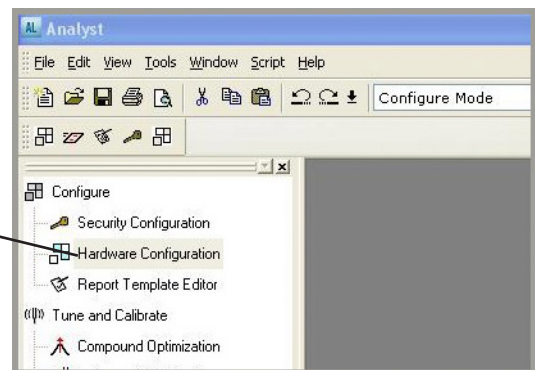 AL Analyst
File Edit View Tools Window Script Help
Configure Mode
Configure
Security Configuration
Hardware Configuration
Report Template Editor
Tune and Calibrate
Compound Optimization